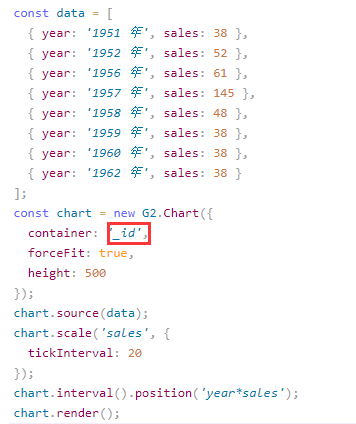 const data = [
{ year: '1951 年', sales: 38 },
{ year: '1952 年', sales: 52 },
{ year: '1956 年', sales: 61 },
{ year: '1957 年', sales: 145 },
{ year: '1958 年', sales: 48 },
{ year: '1959 年', sales: 38 },
{ year: '1960 年', sales: 38 },
{ year: '1962 年', sales: 38 }
];
const chart = new G2.Chart({
container: '_id',
forceFit: true,
height: 500
});
chart.source(data);
chart.scale('sales', {
tickInterval: 20
});
chart.interval().position('year*sales');
chart.render();